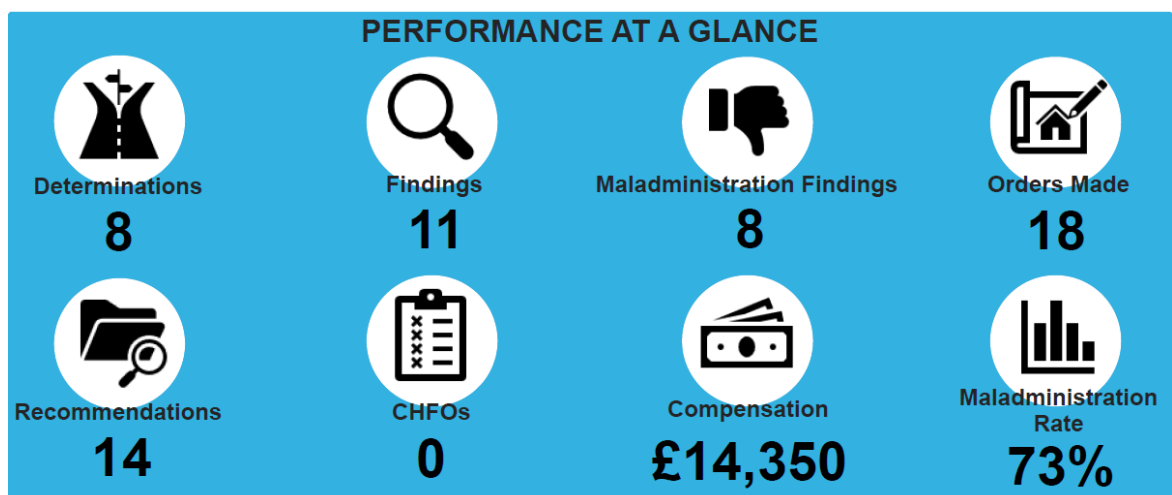 PERFORMANCE AT A GLANCE
Determinations
8
Findings
11
Maladministration Findings
8
Orders Made
18
Recommendations
14
CHFOs
0
Compensation
£14,350
Maladministration
Rate
73%